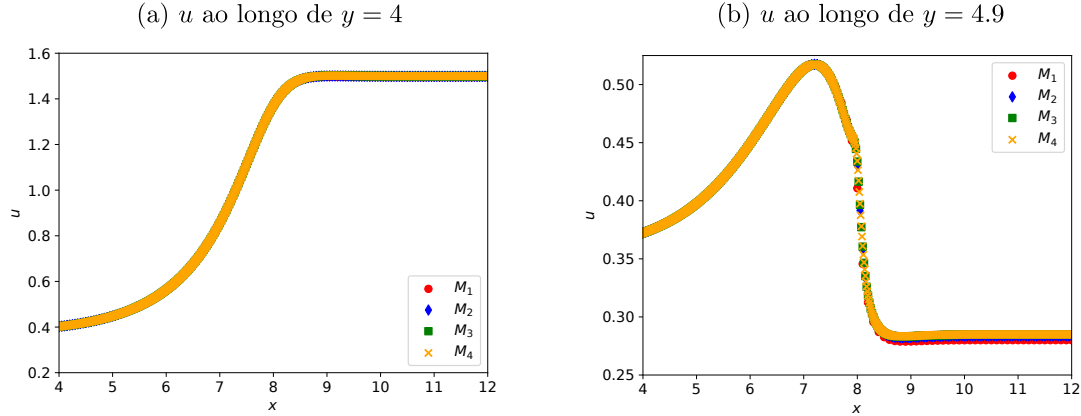 (a) u ao longo de y = 4
1.6
1.4
1.2
1.0
0.8
0.6
0.4
0.2
u
4 5 6 7 8 9 10 11 12
x
M₁
M₂
M₃
M₄
(b) u ao longo de y = 4.9
0.50
0.45
0.40
0.35
0.30
0.25
u
4 5 6 7 8 9 10 11 12
x
M₁
M₂
M₃
M₄